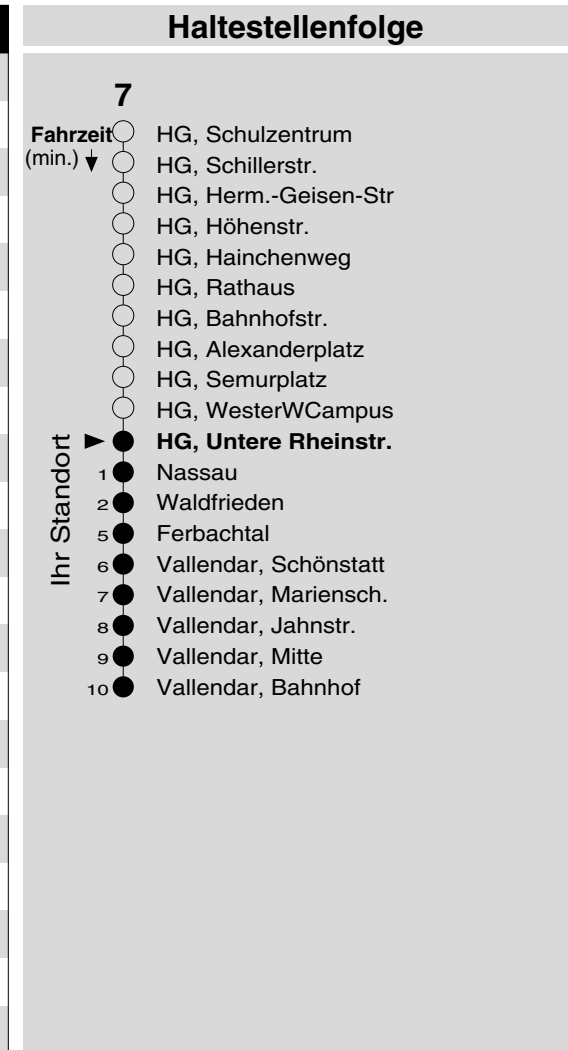 Haltestellenfolge
7
Fahrzeit
(min.)
HG, Schulzentrum
HG, Schillerstr.
HG, Herm.-Geisen-Str
HG, Höhenstr.
HG, Hainchenweg
HG, Rathaus
HG, Bahnhofstr.
HG, Alexanderplatz
HG, Semurplatz
HG, WesterWCampus
Ihr Standort
HG, Untere Rheinstr.
1 Nassau
2 Waldfrieden
5 Ferbachtal
6 Vallendar, Schönstatt
7 Vallendar, Mariensch.
8 Vallendar, Jahnstr.
9 Vallendar, Mitte
10 Vallendar, Bahnhof